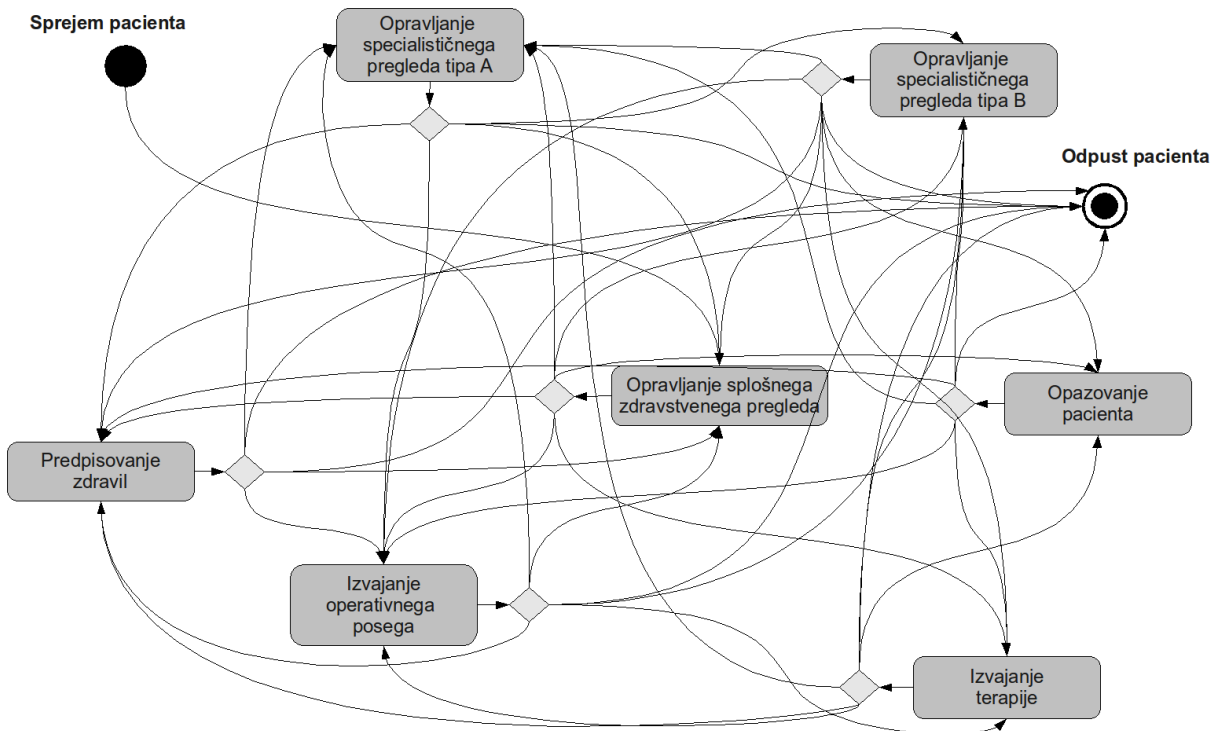 Sprejem pacienta
Opravljanje
specialističnega
pregleda tipa A
Opravljanje
specialističnega
pregleda tipa B
Odpust pacienta
Opravljanje splošnega
zdravstvenega pregleda
Opazovanje
pacienta
Predpisovanje
zdravil
Izvajanje
operativnega
posega
Izvajanje
terapije